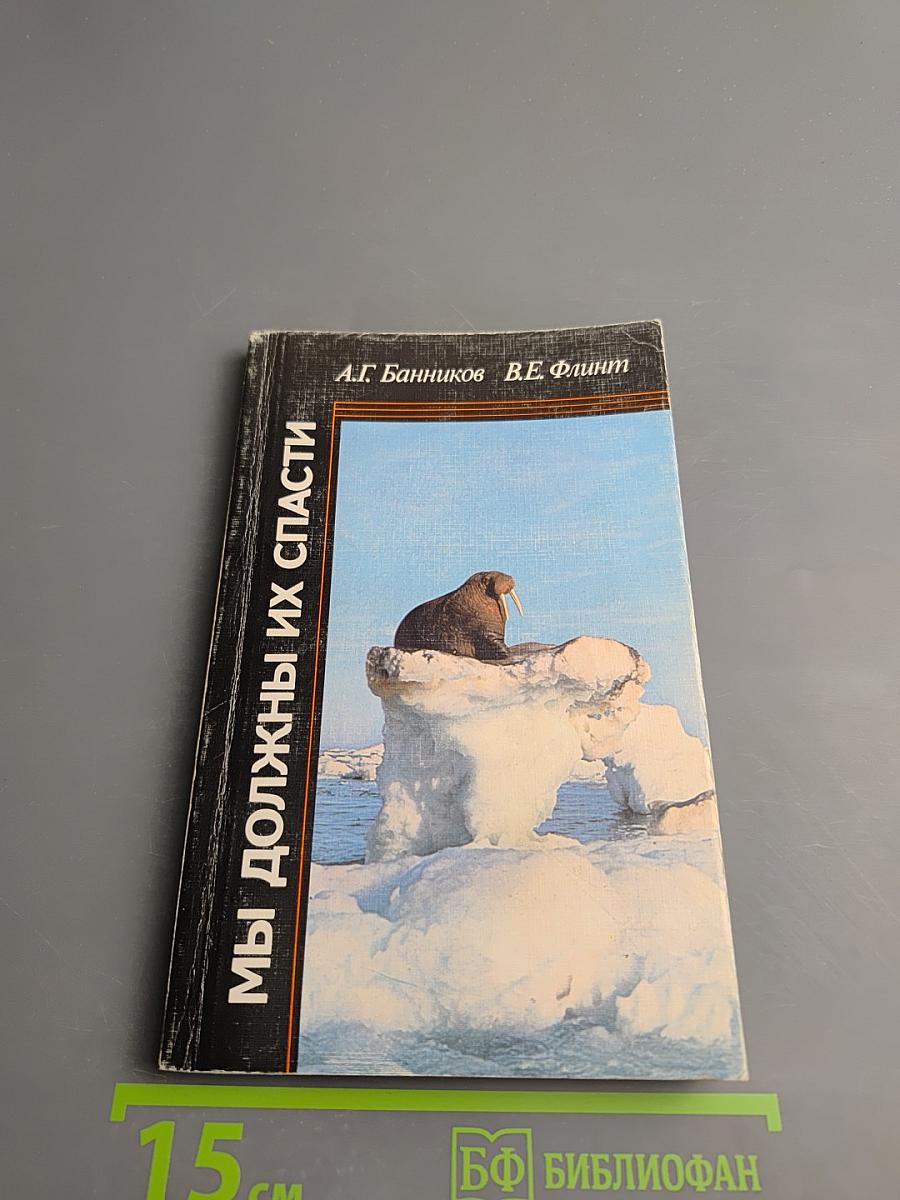 А.Г. Банников В.Е. Флинт
МЫ ДОЛЖНЫ ИХ СПАСТИ
15 см
БФ БИБЛИОФАН